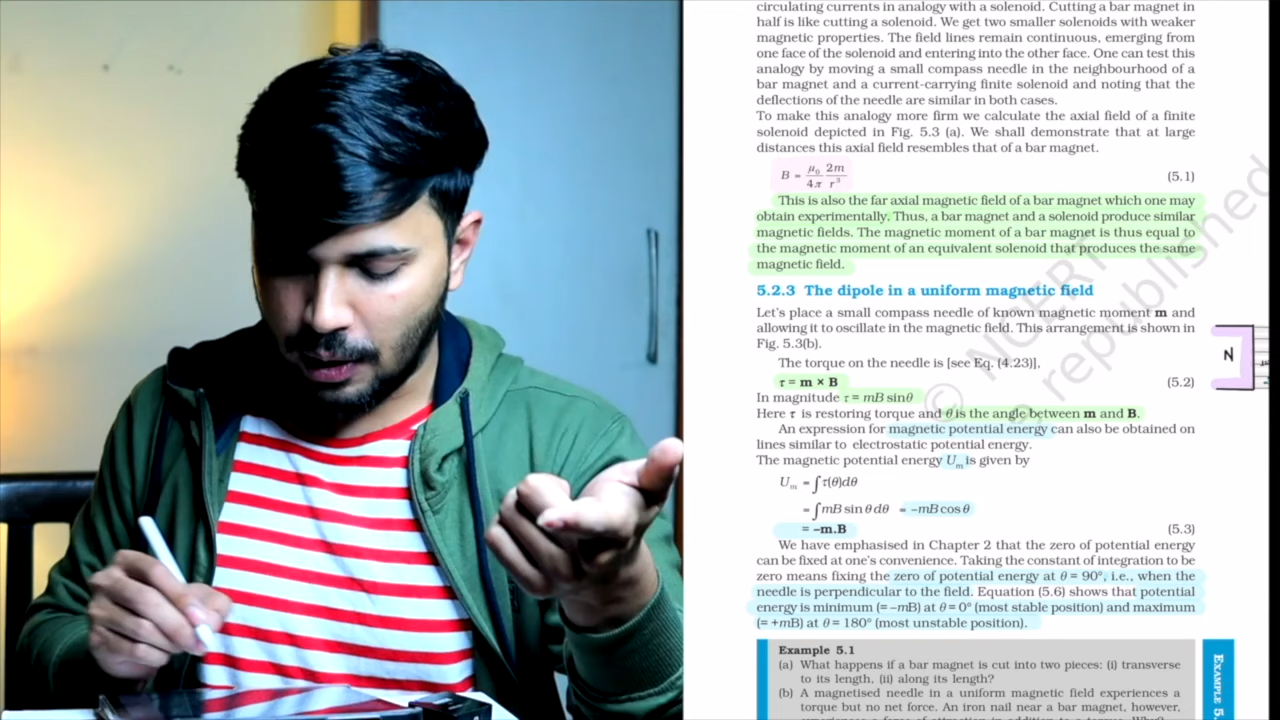 circulating currents in analogy with a solenoid. Cutting a bar magnet in
half is like cutting a solenoid. We get two smaller solenoids with weaker
magnetic properties. The field lines remain continuous, emerging from
one face of the solenoid and entering into the other face. One can test this
analogy by moving a small compass needle in the neighbourhood of a
bar magnet and a current-carrying finite solenoid and noting that the
deflections of the needle are similar in both cases.
To make this analogy more firm we calculate the axial field of a finite
solenoid depicted in Fig. 5.3 (a). We shall demonstrate that at large
distances this axial field resembles that of a bar magnet.
B = μ₀/4π 2m/r³ (5.1)
This is also the far axial magnetic field of a bar magnet which one may
obtain experimentally. Thus, a bar magnet and a solenoid produce similar
magnetic fields. The magnetic moment of a bar magnet is thus equal to
the magnetic moment of an equivalent solenoid that produces the same
magnetic field.
5.2.3 The dipole in a uniform magnetic field
Let's place a small compass needle of known magnetic moment m and
allowing it to oscillate in the magnetic field. This arrangement is shown in
Fig. 5.3(b).
The torque on the needle is [see Eq. (4.23)],
τ = m × B (5.2)
In magnitude τ = mB sinθ
Here τ is restoring torque and θ is the angle between m and B.
An expression for magnetic potential energy can also be obtained on
lines similar to electrostatic potential energy.
The magnetic potential energy Uₘ is given by
Uₘ = ∫τ(θ)dθ
= ∫mB sin θ dθ = −mB cos θ
= −m.B (5.3)
We have emphasised in Chapter 2 that the zero of potential energy
can be fixed at one's convenience. Taking the constant of integration to be
zero means fixing the zero of potential energy at θ = 90°, i.e., when the
needle is perpendicular to the field. Equation (5.6) shows that potential
energy is minimum (= −mB) at θ = 0° (most stable position) and maximum
(= +mB) at θ = 180° (most unstable position).
Example 5.1
(a) What happens if a bar magnet is cut into two pieces: (i) transverse
to its length, (ii) along its length?
(b) A magnetised needle in a uniform magnetic field experiences a
torque but no net force. An iron nail near a bar magnet, however,
experiences a force of attraction in addition to a torque. Why?
EXAMPLE 5.
N
© NCERT
republished